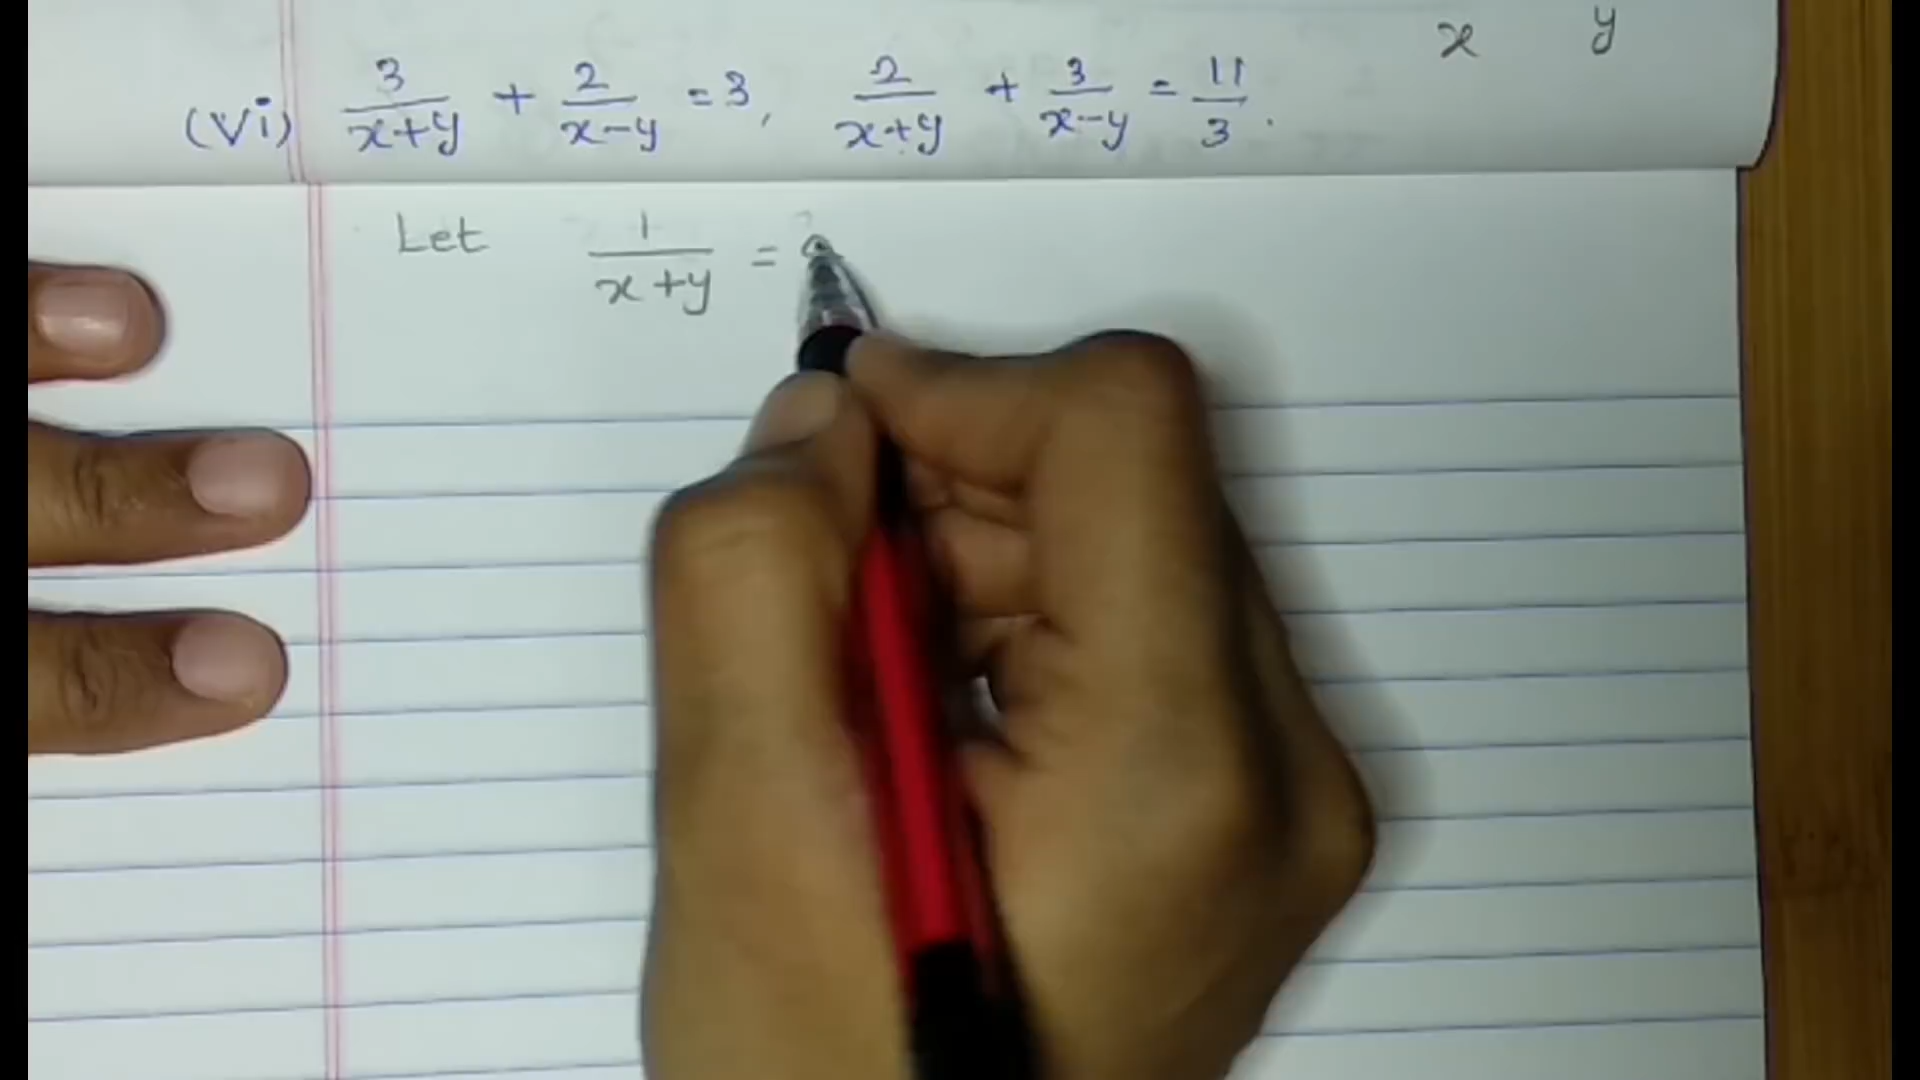 x y
(Vi) 3/(x+y) + 2/(x-y) = 3, 2/(x+y) + 3/(x-y) = 11/3.
Let 1/(x+y) =